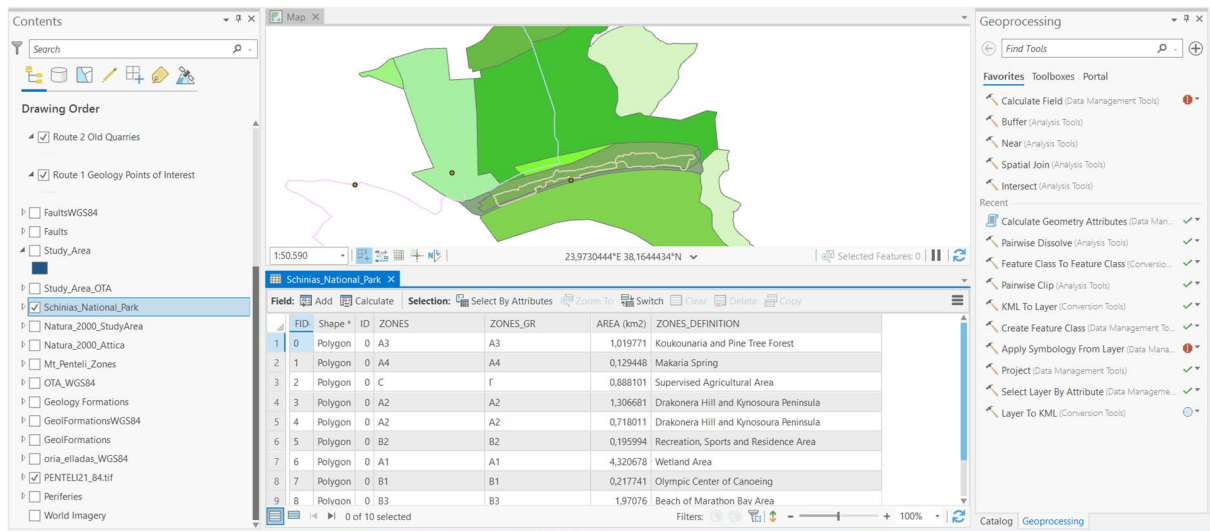 Contents
Search
Drawing Order
Route 2 Old Quarries
Route 1 Geology Points of Interest
FaultsWGS84
Faults
Study_Area
Study_Area_OTA
Schinias_National_Park
Natura_2000_StudyArea
Natura_2000_Attica
Mt_Penteli_Zones
OTA_WGS84
Geology Formations
GeolFormationsWGS84
GeolFormations
oria_elladas_WGS84
PENTELI21_84.tif
Periferies
World Imagery
Map
1:50.590
23,9730444°E 38,1644434°N
Selected Features: 0
Schinias_National_Park
Field: Add Calculate Selection: Select By Attributes Zoom To Switch Clear Delete Copy
FID Shape * ID ZONES ZONES_GR AREA (km2) ZONES_DEFINITION
1 0 Polygon 0 A3 A3 1,019771 Koukounaria and Pine Tree Forest
2 1 Polygon 0 A4 A4 0,129448 Makaria Spring
3 2 Polygon 0 C Γ 0,888101 Supervised Agricultural Area
4 3 Polygon 0 A2 A2 1,306681 Drakonera Hill and Kynosoura Peninsula
5 4 Polygon 0 A2 A2 0,718011 Drakonera Hill and Kynosoura Peninsula
6 5 Polygon 0 B2 B2 0,195994 Recreation, Sports and Residence Area
7 6 Polygon 0 A1 A1 4,320678 Wetland Area
8 7 Polygon 0 B1 B1 0,217741 Olympic Center of Canoeing
9 8 Polygon 0 B3 B3 1,97076 Beach of Marathon Bay Area
0 of 10 selected
Filters:
100%
Geoprocessing
Find Tools
Favorites Toolboxes Portal
Calculate Field (Data Management Tools)
Buffer (Analysis Tools)
Near (Analysis Tools)
Spatial Join (Analysis Tools)
Intersect (Analysis Tools)
Recent
Calculate Geometry Attributes (Data Man...
Pairwise Dissolve (Analysis Tools)
Feature Class To Feature Class (Conversio...
Pairwise Clip (Analysis Tools)
KML To Layer (Conversion Tools)
Create Feature Class (Data Management To...
Apply Symbology From Layer (Data Mana...
Project (Data Management Tools)
Select Layer By Attribute (Data Manageme...
Layer To KML (Conversion Tools)
Catalog Geoprocessing